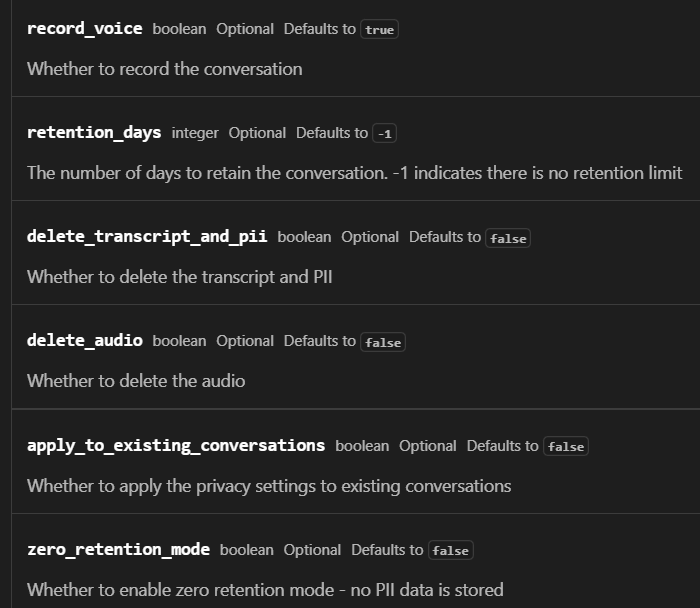 record_voice boolean Optional Defaults to true
Whether to record the conversation
retention_days integer Optional Defaults to -1
The number of days to retain the conversation. -1 indicates there is no retention limit
delete_transcript_and_pii boolean Optional Defaults to false
Whether to delete the transcript and PII
delete_audio boolean Optional Defaults to false
Whether to delete the audio
apply_to_existing_conversations boolean Optional Defaults to false
Whether to apply the privacy settings to existing conversations
zero_retention_mode boolean Optional Defaults to false
Whether to enable zero retention mode - no PII data is stored